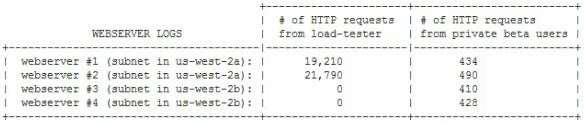 # of HTTP requests | # of HTTP requests
WEBSERVER LOGS | from load-tester | from private beta users |
| webserver #1 (subnet in us-west-2a): | 19,210 | 434 |
| webserver #2 (subnet in us-west-2a): | 21,790 | 490 |
| webserver #3 (subnet in us-west-2b): | 0 | 410 |
| webserver #4 (subnet in us-west-2b): | 0 | 428 |